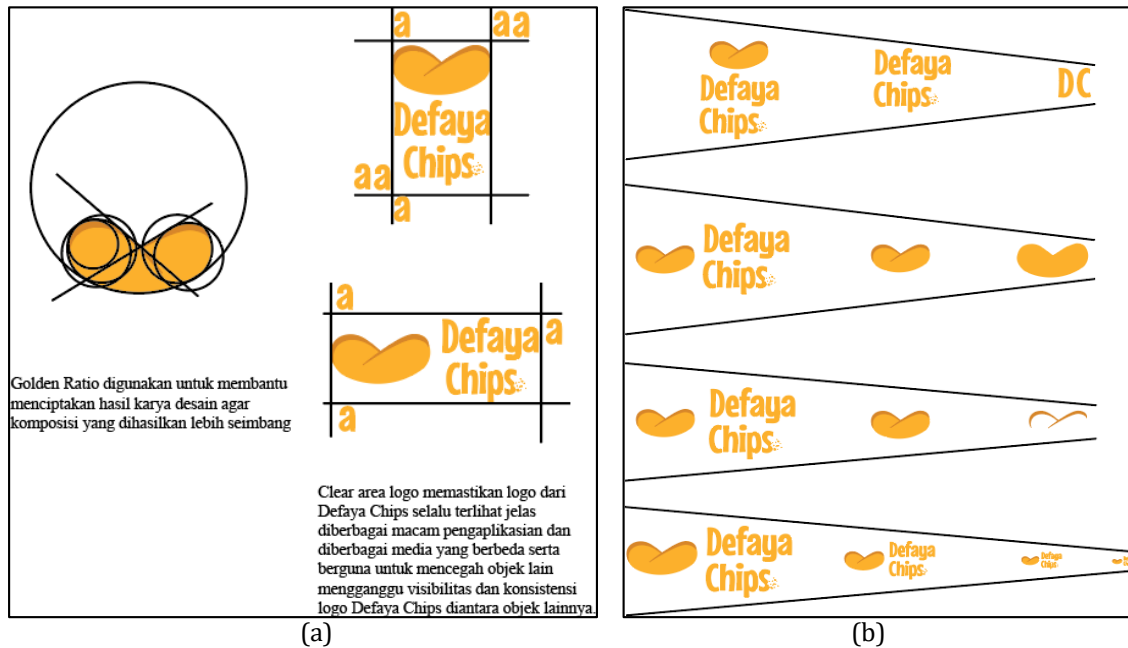 a
aa
Defaya
Chips
aa
a
Golden Ratio digunakan untuk membantu
menciptakan hasil karya desain agar
komposisi yang dihasilkan lebih seimbang
a
Defaya
Chips
a
a
Clear area logo memastikan logo dari
Defaya Chips selalu terlihat jelas
diberbagai macam pengaplikasian dan
diberbagai media yang berbeda serta
berguna untuk mencegah objek lain
mengganggu visibilitas dan konsistensi
logo Defaya Chips diantara objek lainnya.
(a)
Defaya
Chips
Defaya
Chips
DC
Defaya
Chips
Defaya
Chips
Defaya
Chips
Defaya
Chips
Defaya
Chips
(b)